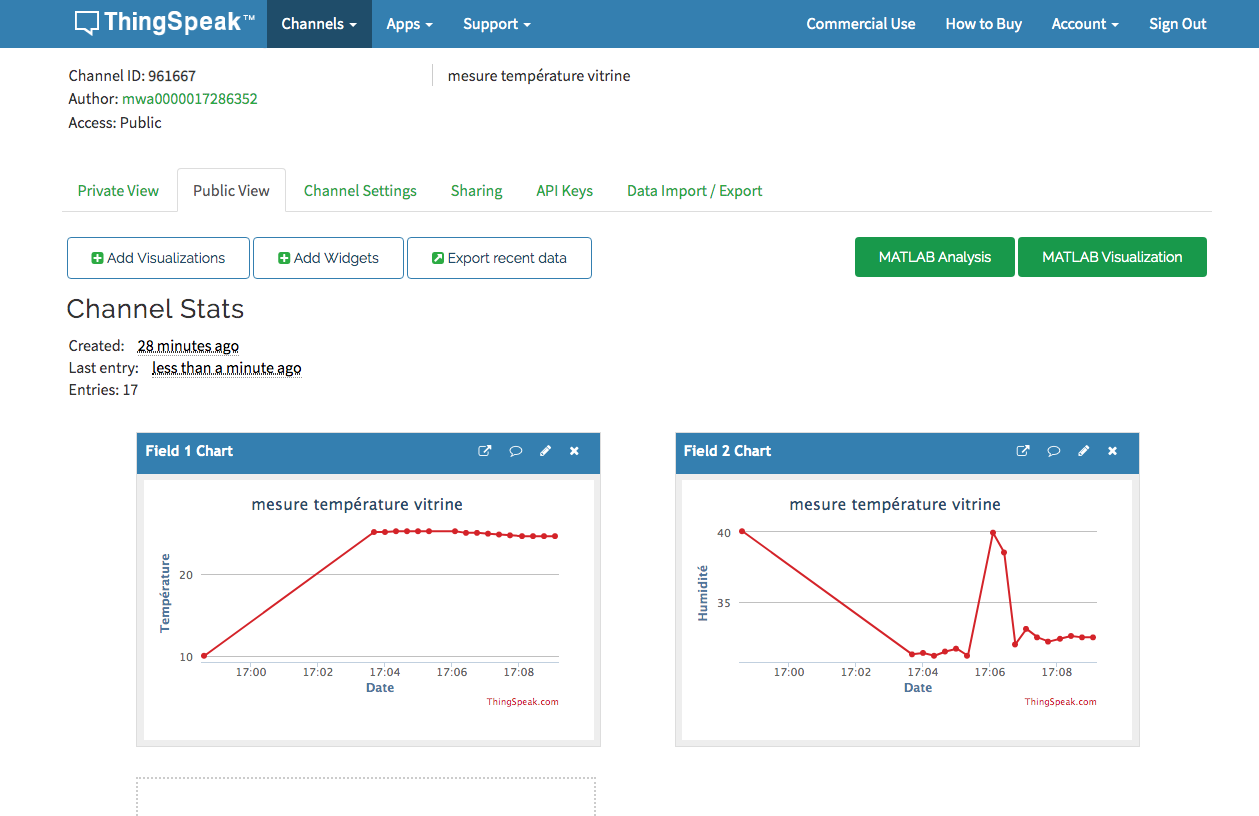 ThingSpeak™ Channels Apps Support Commercial Use How to Buy Account Sign Out
Channel ID: 961667
Author: mwa0000017286352
Access: Public
mesure température vitrine
Private View Public View Channel Settings Sharing API Keys Data Import / Export
Add Visualizations Add Widgets Export recent data MATLAB Analysis MATLAB Visualization
Channel Stats
Created: 28 minutes ago
Last entry: less than a minute ago
Entries: 17
Field 1 Chart
mesure température vitrine
Température
20
10
17:00 17:02 17:04 17:06 17:08
Date
ThingSpeak.com
Field 2 Chart
mesure température vitrine
Humidité
40
35
17:00 17:02 17:04 17:06 17:08
Date
ThingSpeak.com